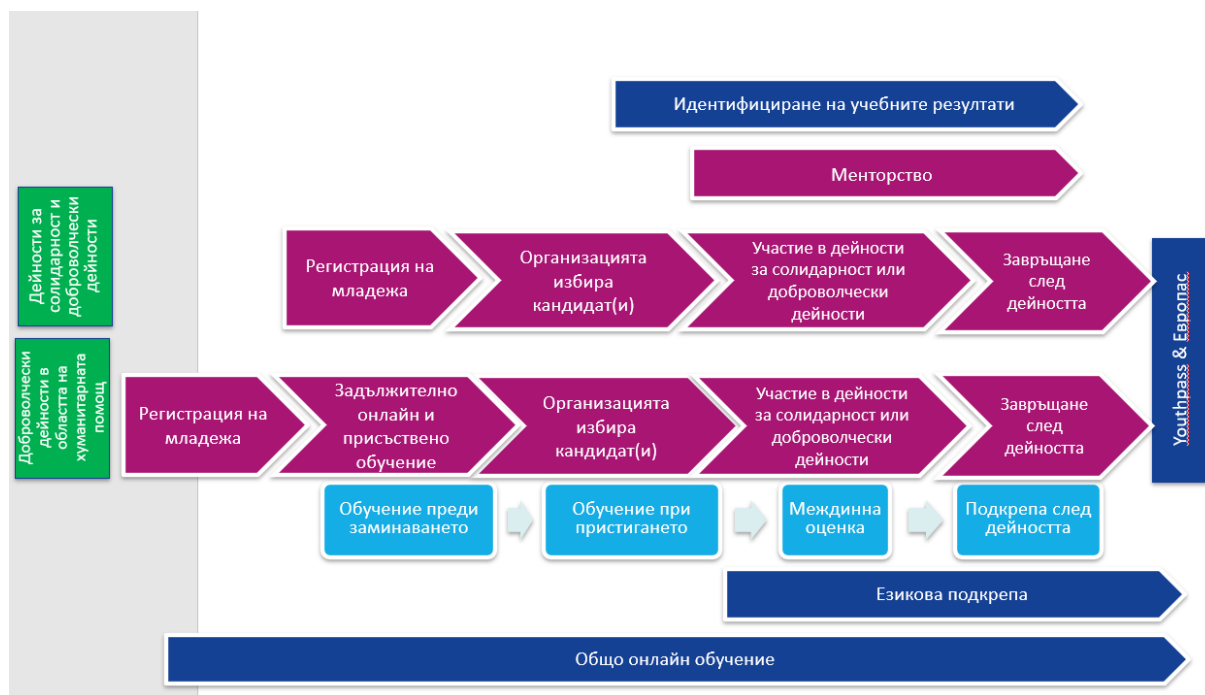 Идентифициране на учебните резултати
Менторство
Дейности за
солидарност и
доброволчески
дейности
Регистрация на
младежа
Организацията
избира
кандидат(и)
Участие в дейности
за солидарност или
доброволчески
дейности
Завръщане
след
дейността
Youthpass & Европас
Доброволчески
дейности в
областта на
хуманитарната
помощ
Регистрация на
младежа
Задължително
онлайн и
присъствено
обучение
Организацията
избира
кандидат(и)
Участие в дейности
за солидарност или
доброволчески
дейности
Завръщане
след
дейността
Обучение преди
заминаването
Обучение при
пристигането
Междинна
оценка
Подкрепа след
дейността
Езикова подкрепа
Общо онлайн обучение